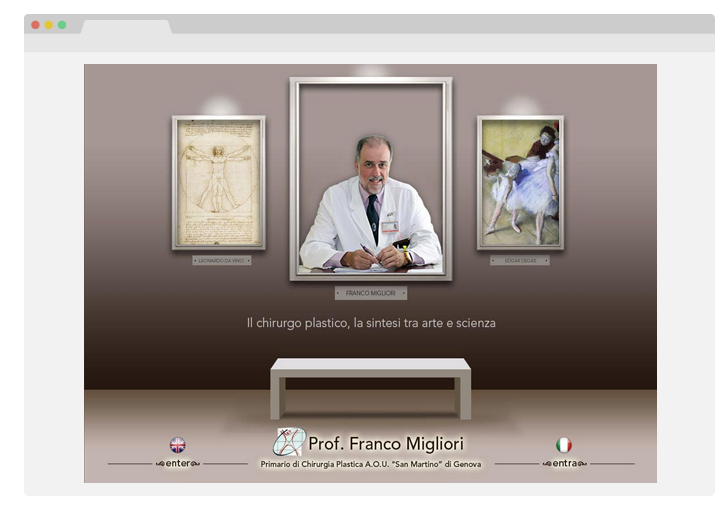 LEONARDO DA VINCI
EDGAR DEGAS
FRANCO MIGLIORI
Il chirurgo plastico, la sintesi tra arte e scienza
Prof. Franco Migliori
enter
Primario di Chirurgia Plastica A.O.U. "San Martino" di Genova
entra